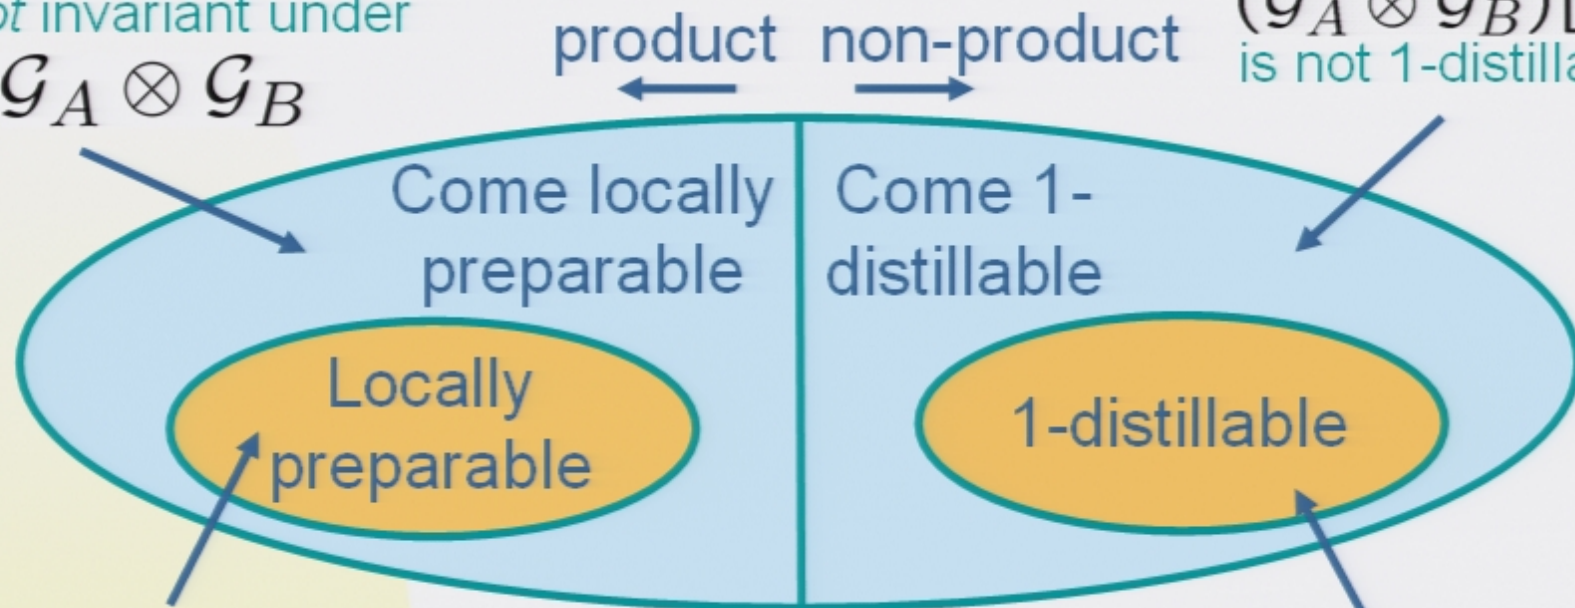 invariant under
𝒢_A ⊗ 𝒢_B
product non-product
is not 1-
Come locally
preparable
Come 1-
distillable
Locally
preparable
1-distillable